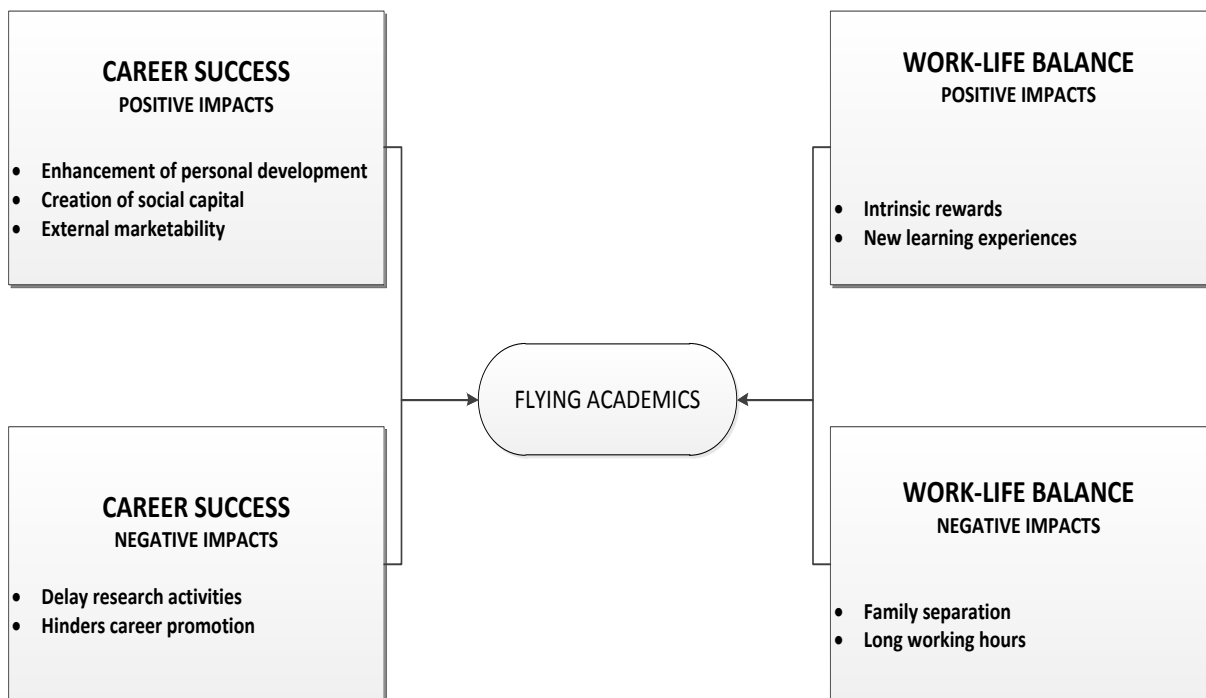 CAREER SUCCESS
POSITIVE IMPACTS
• Enhancement of personal development
• Creation of social capital
• External marketability
WORK-LIFE BALANCE
POSITIVE IMPACTS
• Intrinsic rewards
• New learning experiences
FLYING ACADEMICS
CAREER SUCCESS
NEGATIVE IMPACTS
• Delay research activities
• Hinders career promotion
WORK-LIFE BALANCE
NEGATIVE IMPACTS
• Family separation
• Long working hours